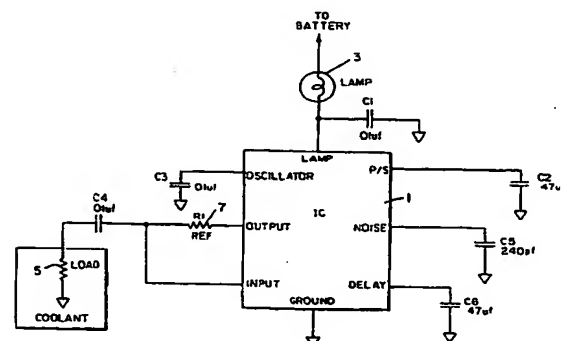 TO
BATTERY
3
LAMP
C1
01uf
LAMP
OSCILLATOR
P/S
C3
01uf
C2
47u
C4
01uf
7
R1
REF
OUTPUT
IC
1
NOISE
C5
240pf
5
LOAD
INPUT
DELAY
C6
47uf
GROUND
COOLANT